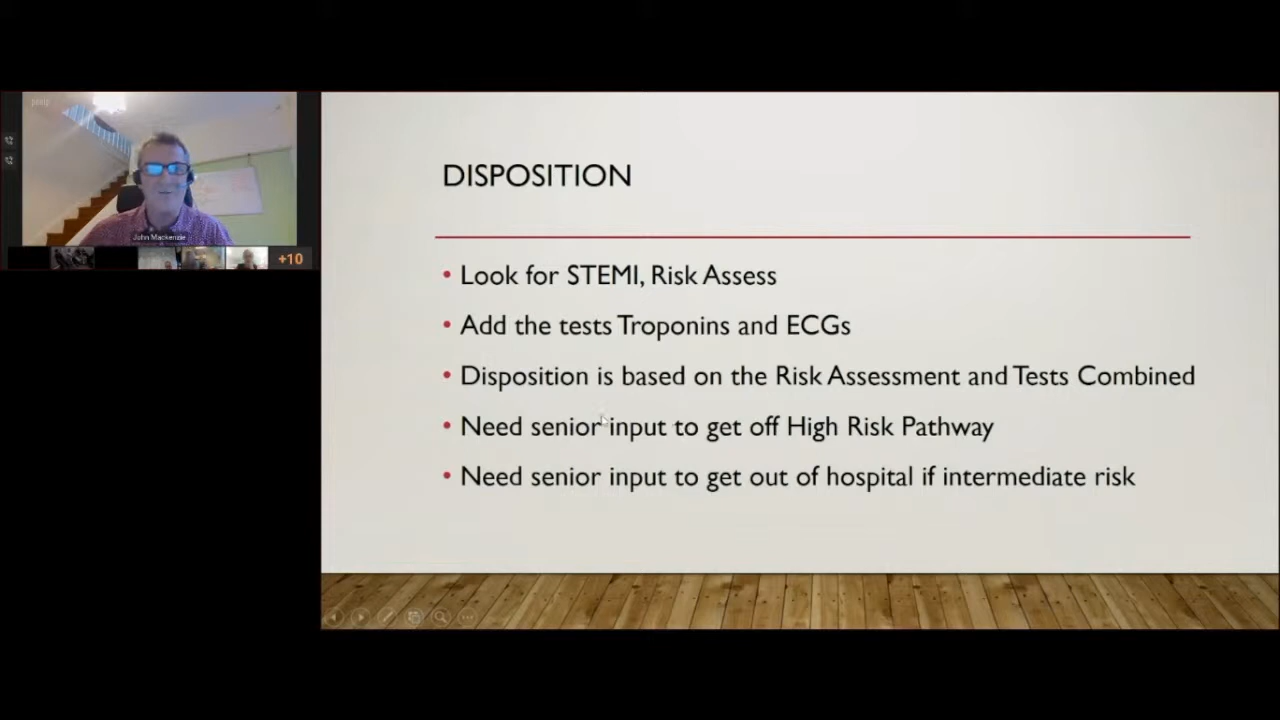 John Mackenzie
+10
DISPOSITION
• Look for STEMI, Risk Assess
• Add the tests Troponins and ECGs
• Disposition is based on the Risk Assessment and Tests Combined
• Need senior input to get off High Risk Pathway
• Need senior input to get out of hospital if intermediate risk